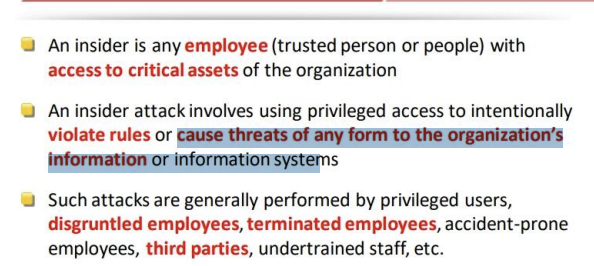 An insider is any employee (trusted person or people) with
access to critical assets of the organization
An insider attack involves using privileged access to intentionally
violate rules or cause threats of any form to the organization's
information or information systems
Such attacks are generally performed by privileged users,
disgruntled employees, terminated employees, accident-prone
employees, third parties, undertrained staff, etc.